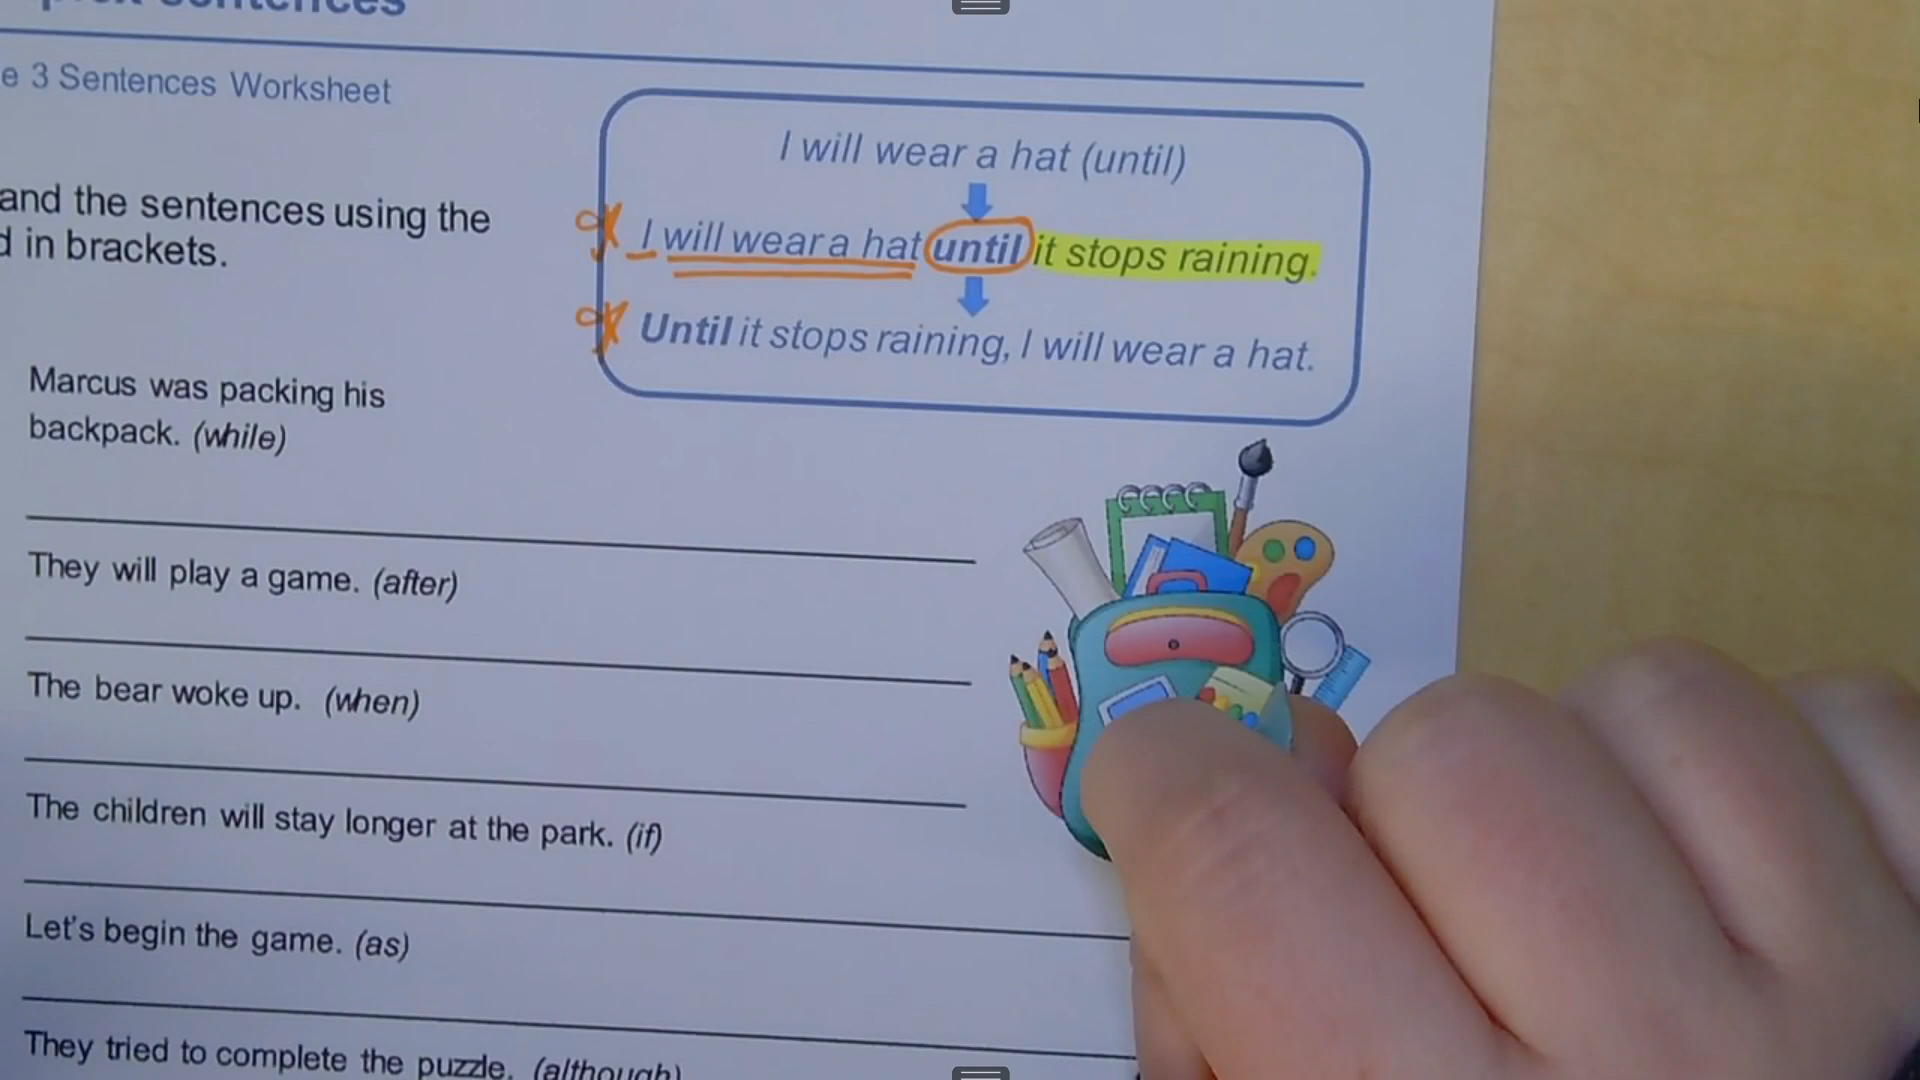 sentences
e 3 Sentences Worksheet
I will wear a hat (until)
and the sentences using the
I will wear a hat until it stops raining.
d in brackets.
Until it stops raining, I will wear a hat.
Marcus was packing his
backpack. (while)
They will play a game. (after)
The bear woke up. (when)
The children will stay longer at the park. (if)
Let's begin the game. (as)
They tried to complete the puzzle. (although)